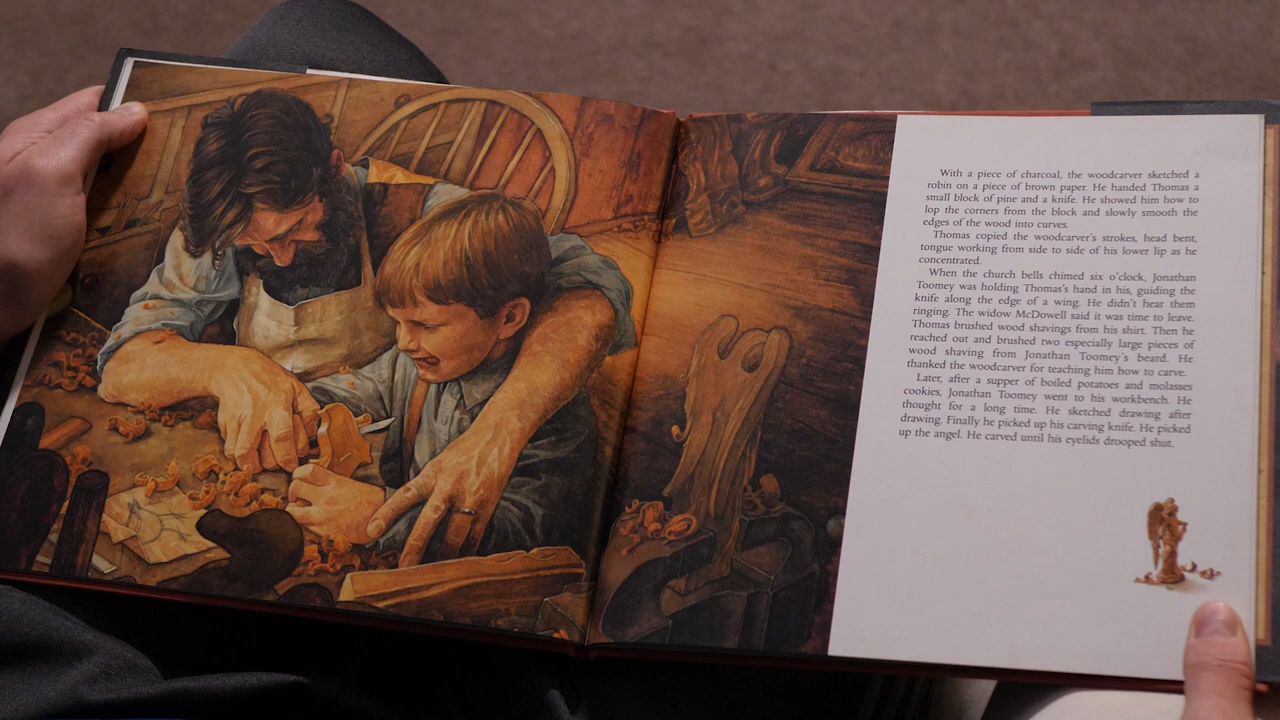 With a piece of charcoal, the woodcarver sketched a
robin on a piece of brown paper. He handed Thomas a
small block of pine and a knife. He showed him how to
lop the corners from the block and slowly smooth the
edges of the wood into curves.
Thomas copied the woodcarver's strokes, head bent,
tongue working from side to side of his lower lip as he
concentrated.
When the church bells chimed six o'clock, Jonathan
Toomey was holding Thomas's hand in his, guiding the
knife along the edge of a wing. He didn't hear them
ringing. The widow McDowell said it was time to leave.
Thomas brushed wood shavings from his shirt. Then he
reached out and brushed two especially large pieces of
wood shaving from Jonathan Toomey's beard. He
thanked the woodcarver for teaching him how to carve.
Later, after a supper of boiled potatoes and molasses
cookies, Jonathan Toomey went to his workbench. He
thought for a long time. He sketched drawing after
drawing. Finally he picked up his carving knife. He picked
up the angel. He carved until his eyelids drooped shut.